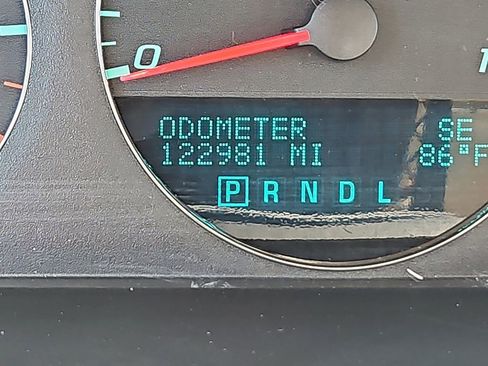 0
ODOMETER SE
122981 MI 86°F
P R N D L